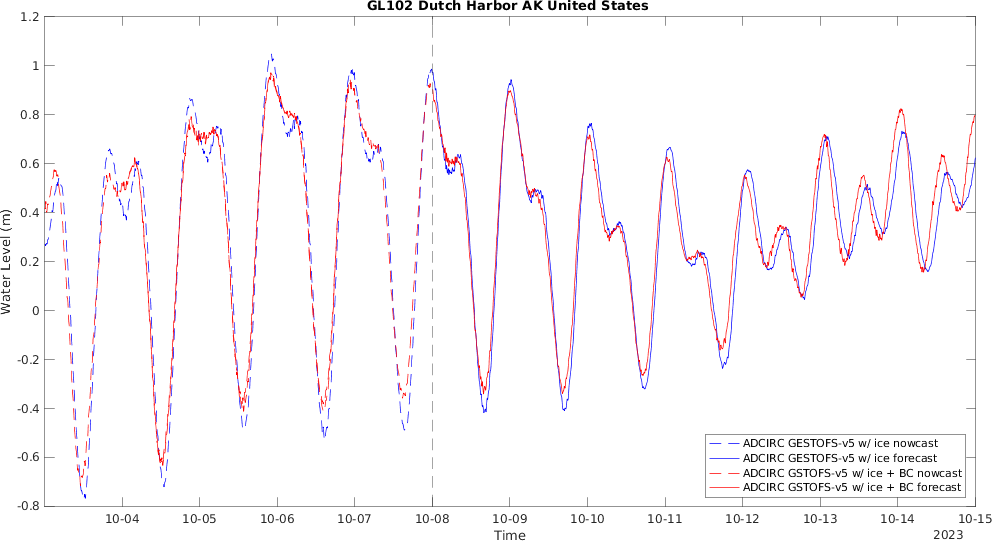 GL102 Dutch Harbor AK United States
1.2
1
0.8
0.6
0.4
0.2
0
-0.2
-0.4
-0.6
-0.8
Water Level (m)
ADCIRC GESTOFS-v5 w/ ice nowcast
ADCIRC GESTOFS-v5 w/ ice forecast
ADCIRC GSTOFS-v5 w/ ice + BC nowcast
ADCIRC GSTOFS-v5 w/ ice + BC forecast
10-04 10-05 10-06 10-07 10-08 10-09 10-10 10-11 10-12 10-13 10-14 10-15
Time
2023